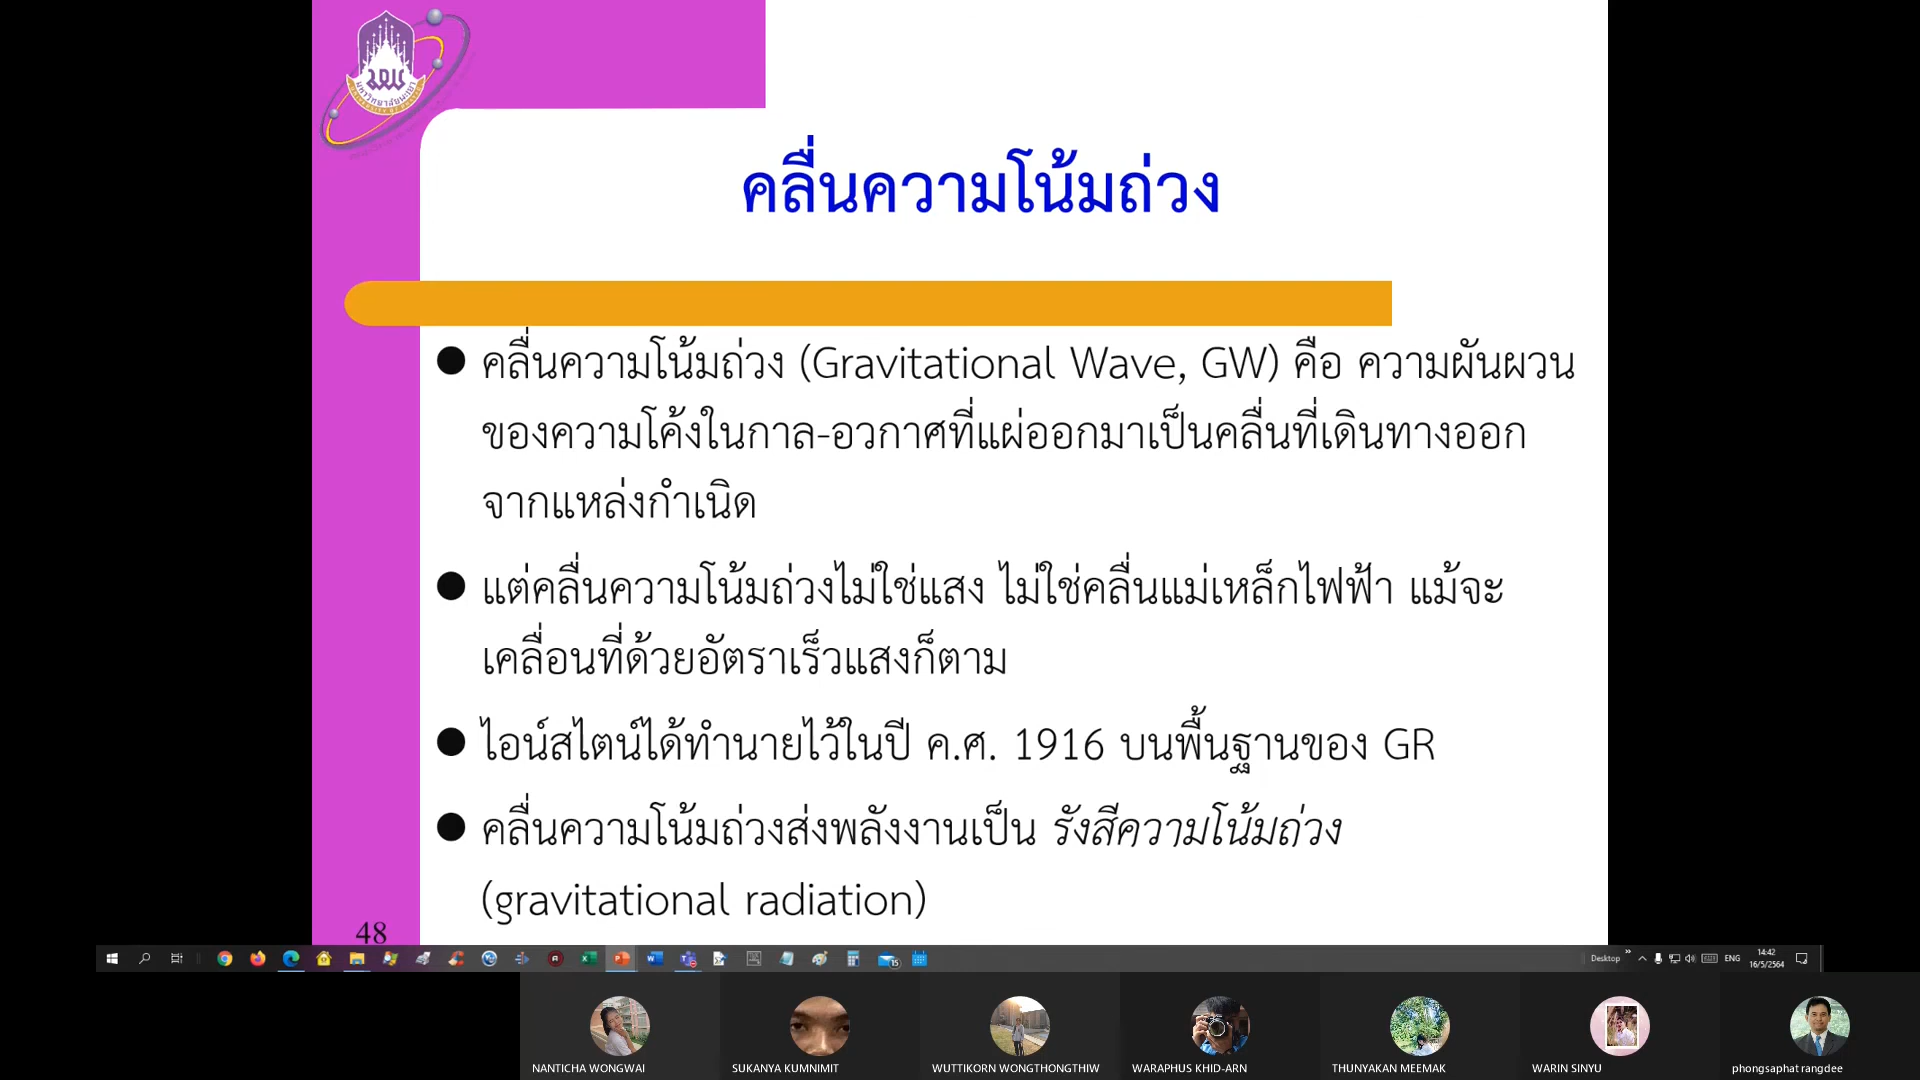 คลื่นความโน้มถ่วง
คลื่นความโน้มถ่วง (Gravitational Wave, GW) คือ ความผันผวน
ของความโค้งในกาล-อวกาศที่แผ่ออกมาเป็นคลื่นที่เดินทางออก
จากแหล่งกำเนิด
แต่คลื่นความโน้มถ่วงไม่ใช่แสง ไม่ใช่คลื่นแม่เหล็กไฟฟ้า แม้จะ
เคลื่อนที่ด้วยอัตราเร็วแสงก็ตาม
ไอน์สไตน์ได้ทำนายไว้ในปี ค.ศ. 1916 บนพื้นฐานของ GR
คลื่นความโน้มถ่วงส่งพลังงานเป็น รังสีความโน้มถ่วง
(gravitational radiation)
48
Desktop
ENG
14:42
16/5/2564
15
NANTICHA WONGWAI
SUKANYA KUMNIMIT
WUTTIKORN WONGTHONGTHIW
WARAPHUS KHID-ARN
THUNYAKAN MEEMAK
WARIN SINYU
phongsaphat rangdee